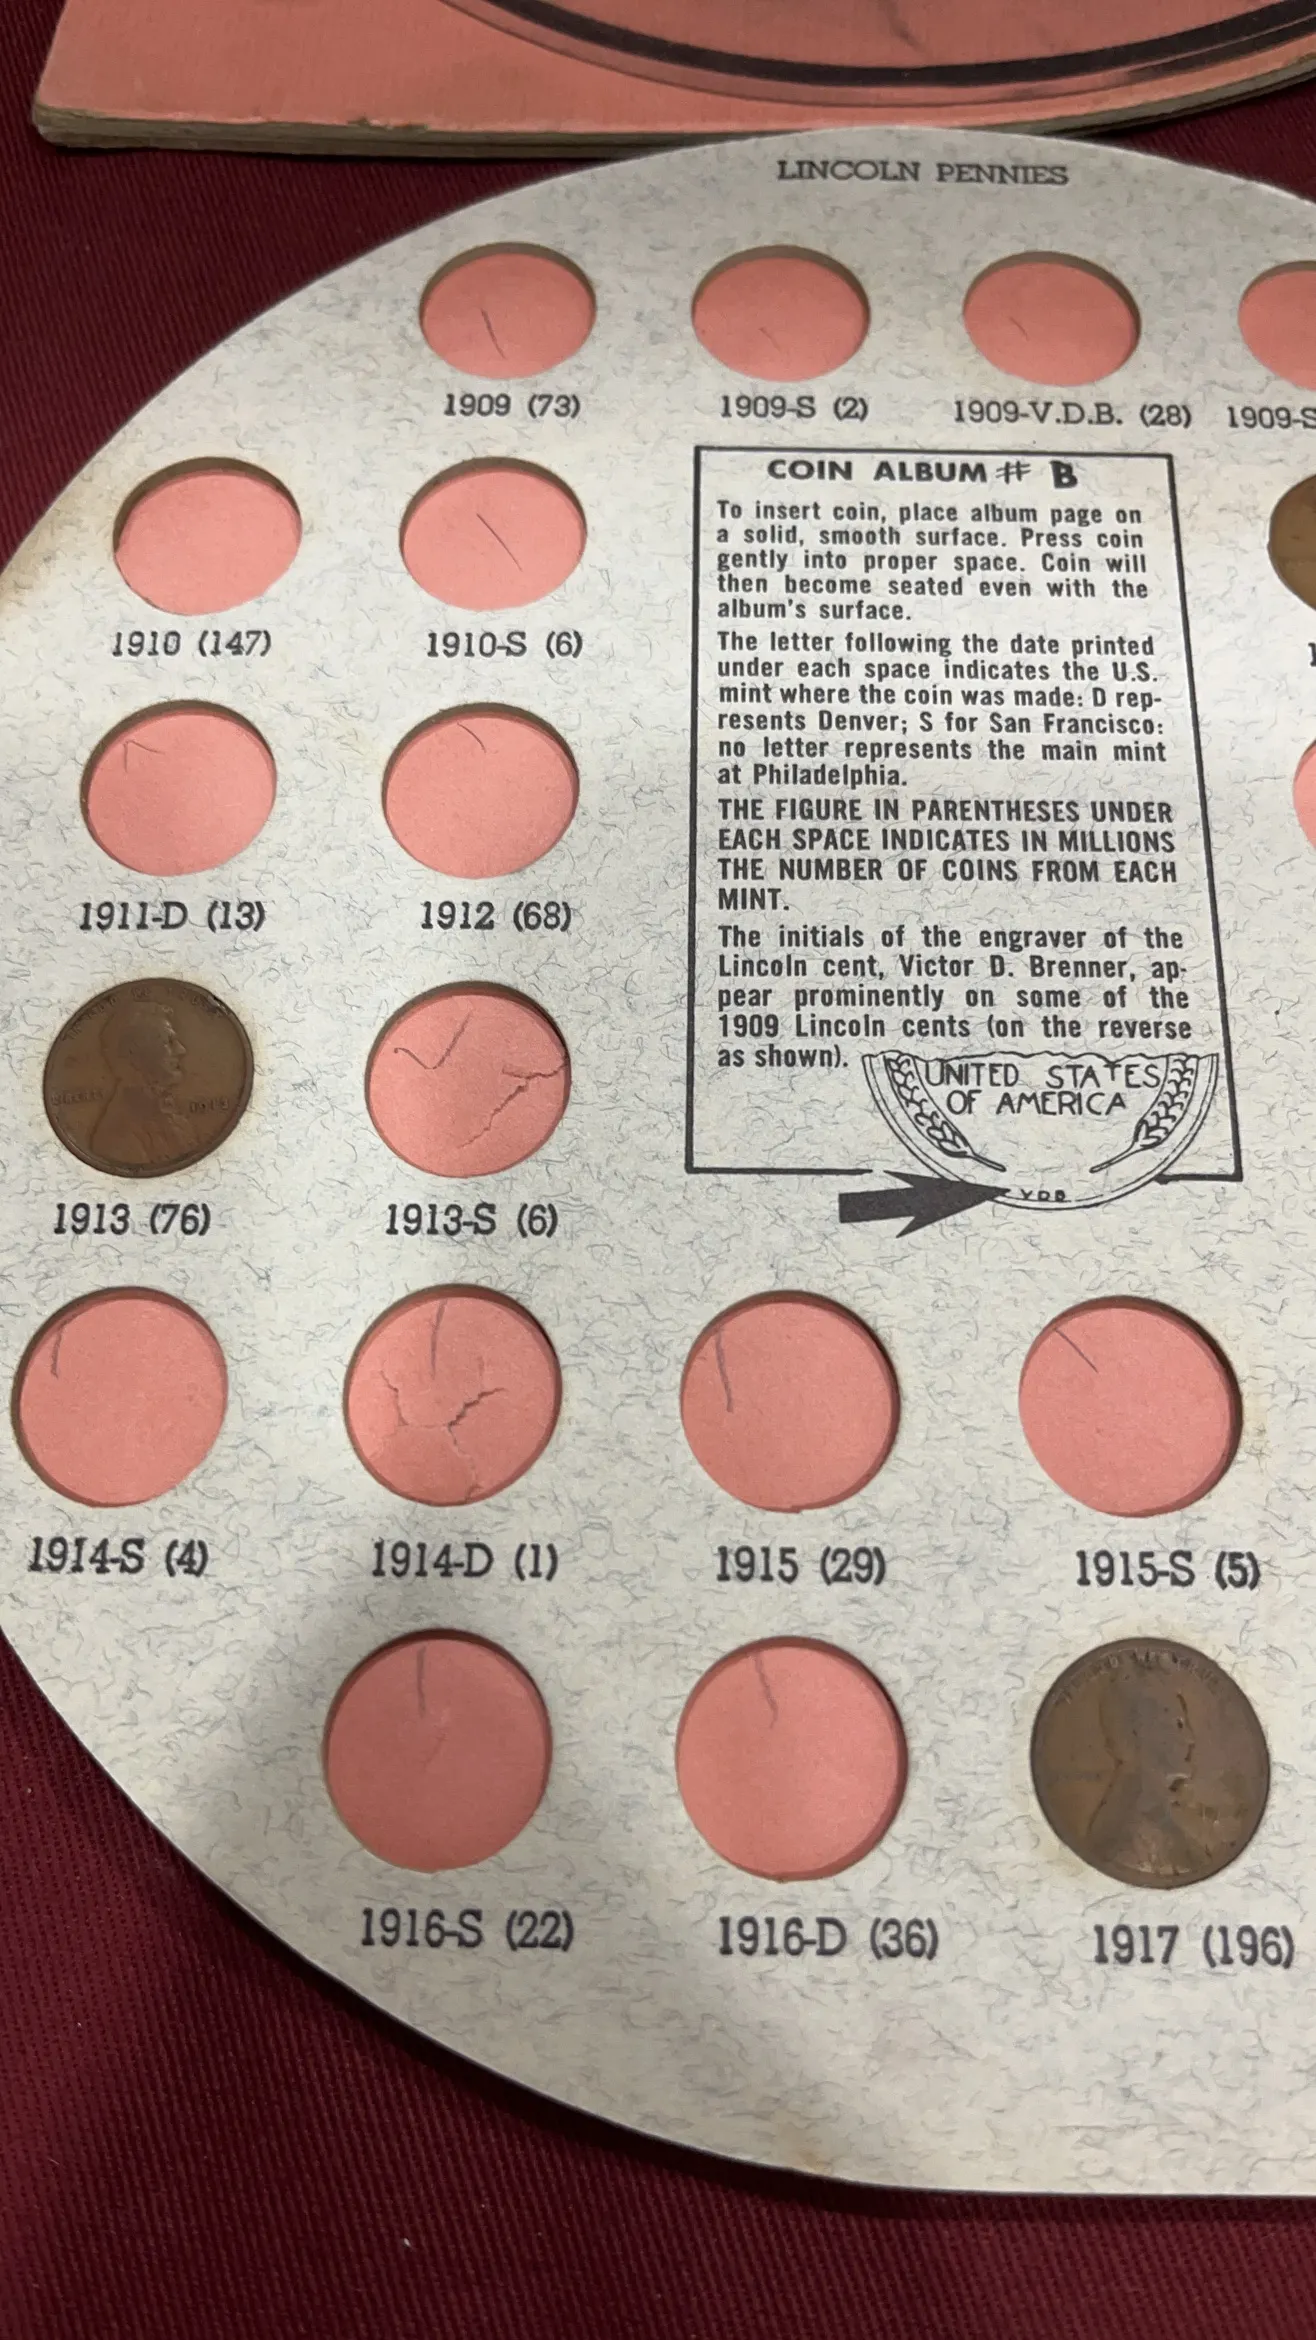 LINCOLN PENNIES
1909 (73)
1909-S (2)
1909-V.D.B. (28)
1909-S
COIN ALBUM # B
To insert coin, place album page on
a solid, smooth surface. Press coin
gently into proper space. Coin will
then become seated even with the
album's surface.
The letter following the date printed
under each space indicates the U.S.
mint where the coin was made: D rep-
resents Denver; S for San Francisco:
no letter represents the main mint
at Philadelphia.
THE FIGURE IN PARENTHESES UNDER
EACH SPACE INDICATES IN MILLIONS
THE NUMBER OF COINS FROM EACH
MINT.
The initials of the engraver of the
Lincoln cent, Victor D. Brenner, ap-
pear prominently on some of the
1909 Lincoln cents (on the reverse
as shown).
UNITED STATES
OF AMERICA
VDB
1910 (147)
1910-S (6)
1911-D (13)
1912 (68)
LIBERTY
1913
1913 (76)
1913-S (6)
1914-S (4)
1914-D (1)
1915 (29)
1915-S (5)
1916-S (22)
1916-D (36)
1917 (196)